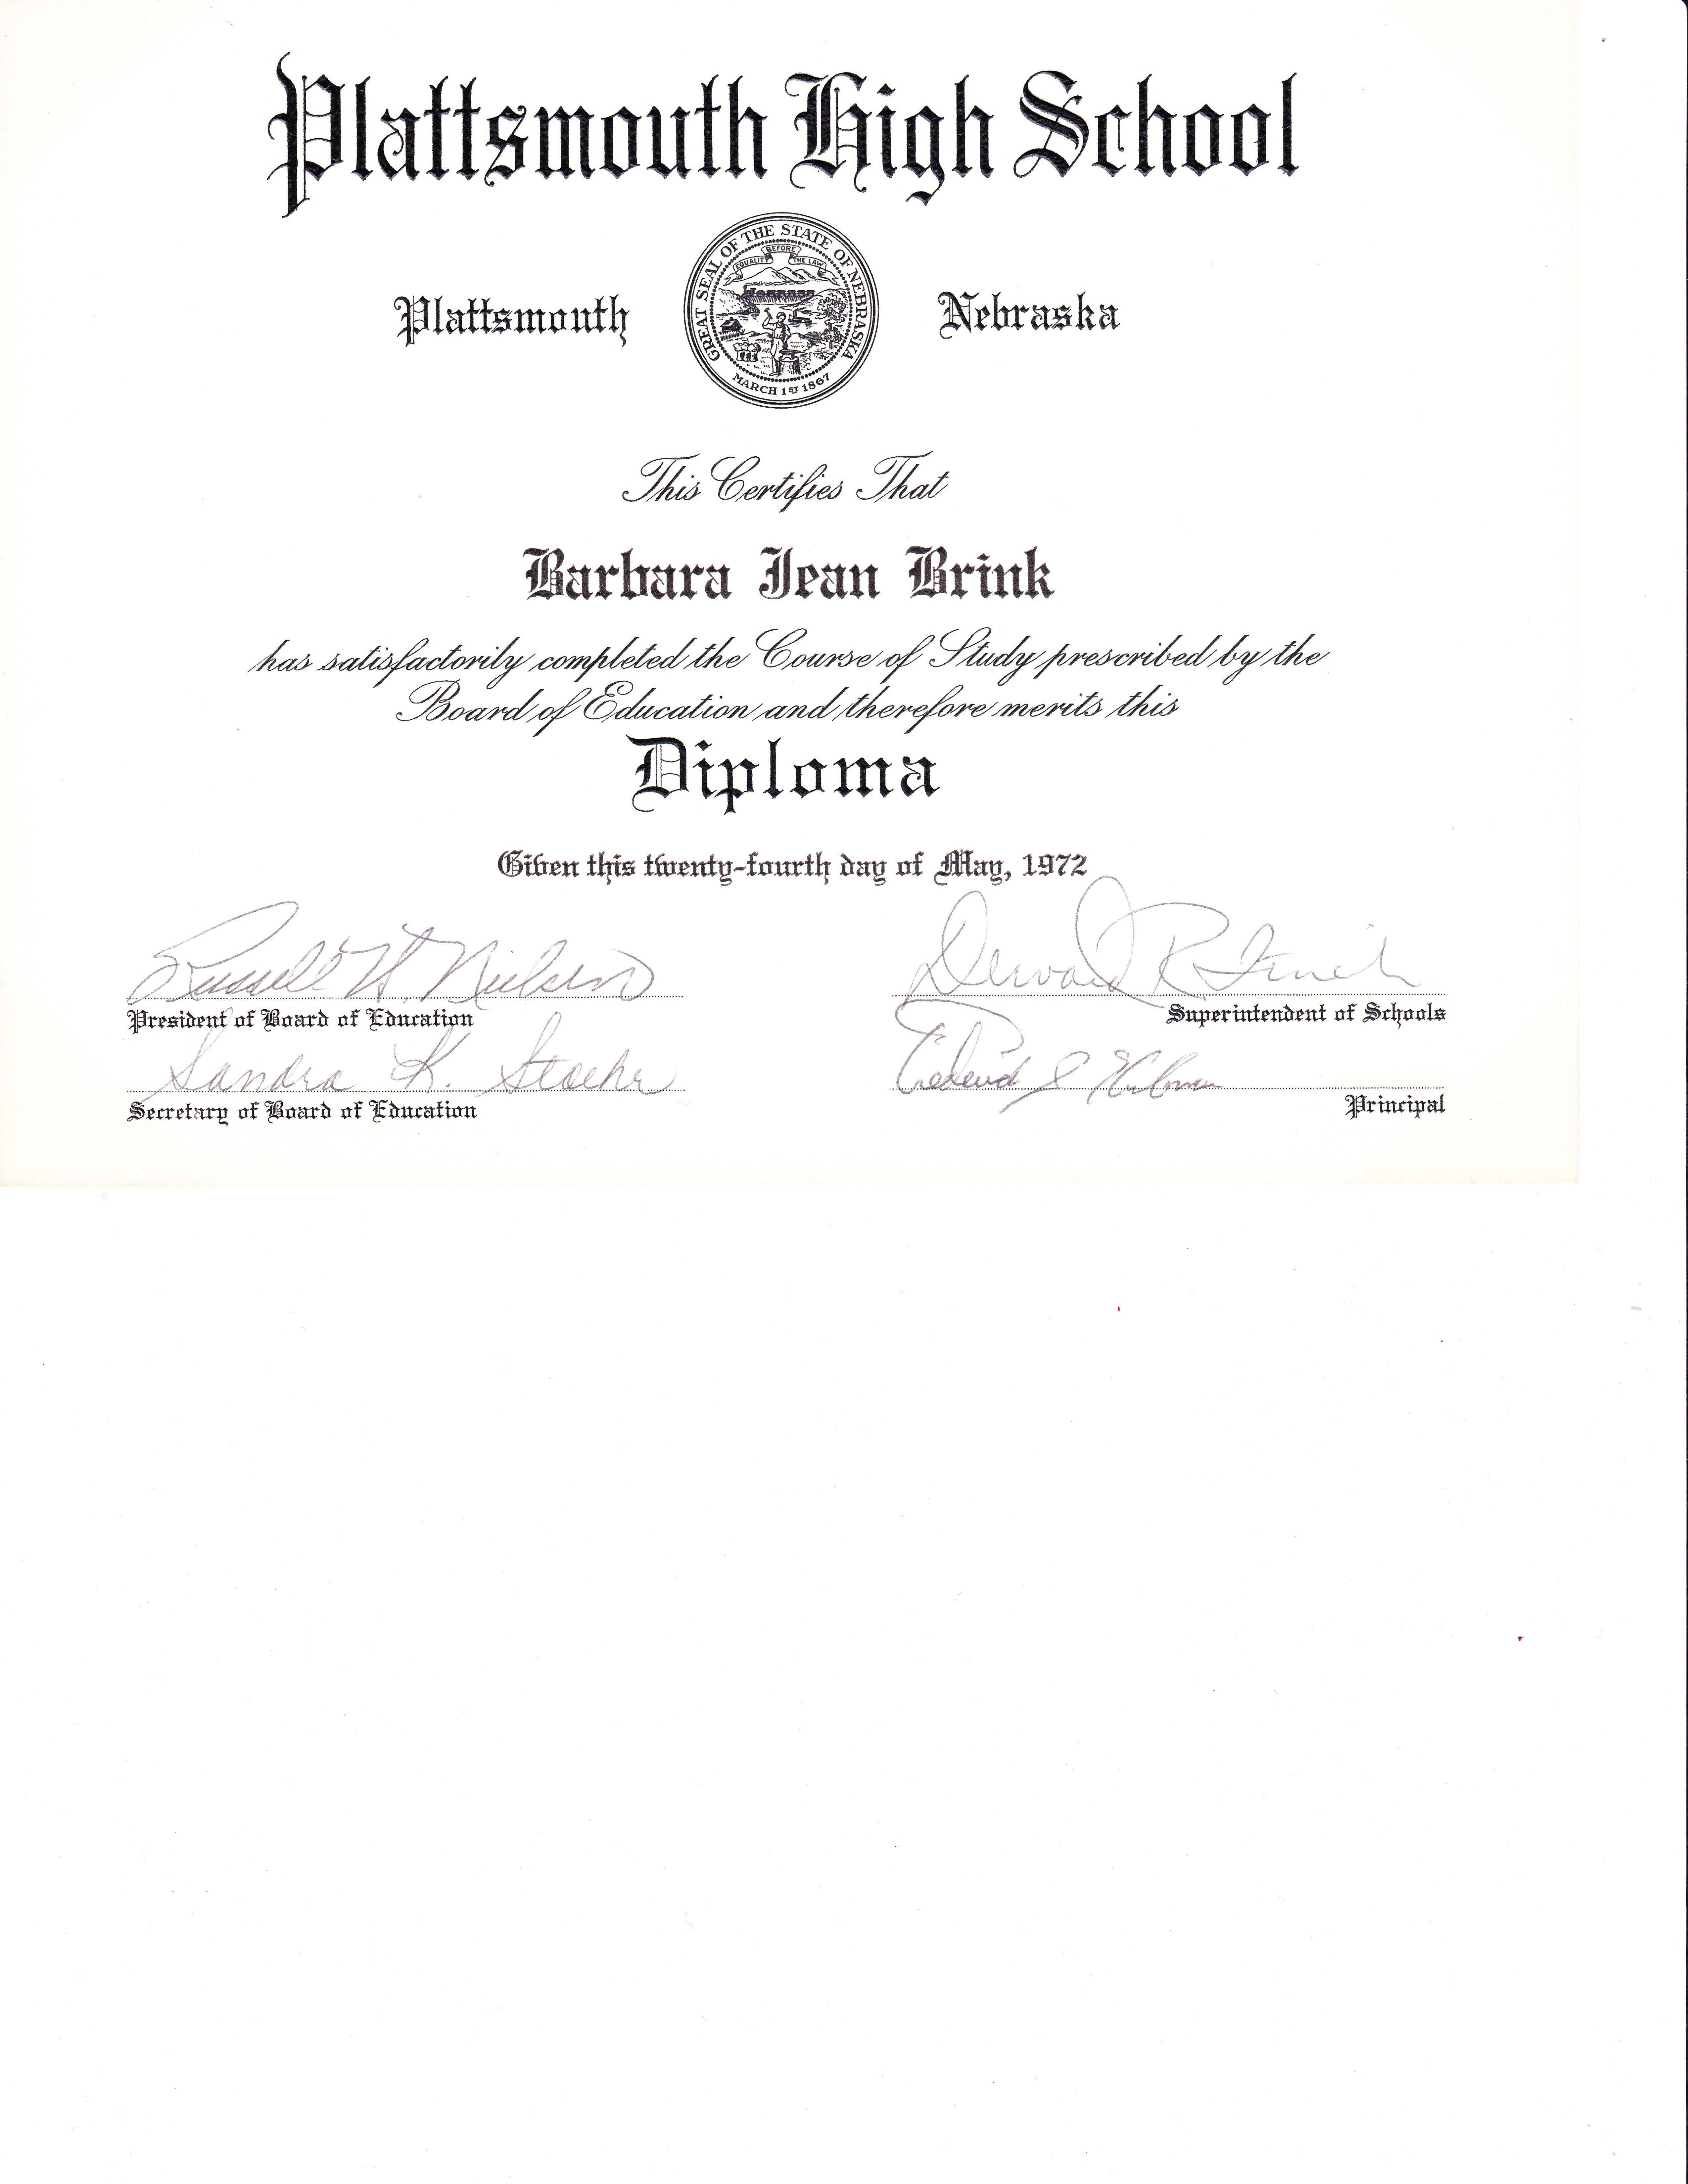 Plattsmouth High School
GREAT SEAL OF THE STATE OF NEBRASKA
EQUALITY BEFORE THE LAW
MARCH 1ST 1867
Plattsmouth Nebraska
This Certifies That
Barbara Jean Brink
has satisfactorily completed the Course of Study prescribed by the
Board of Education and therefore merits this
Diploma
Given this twenty-fourth day of May, 1972
Russell H. Nielsen
President of Board of Education
R
Superintendent of Schools
Sandra K. Stoehr
Secretary of Board of Education
Principal